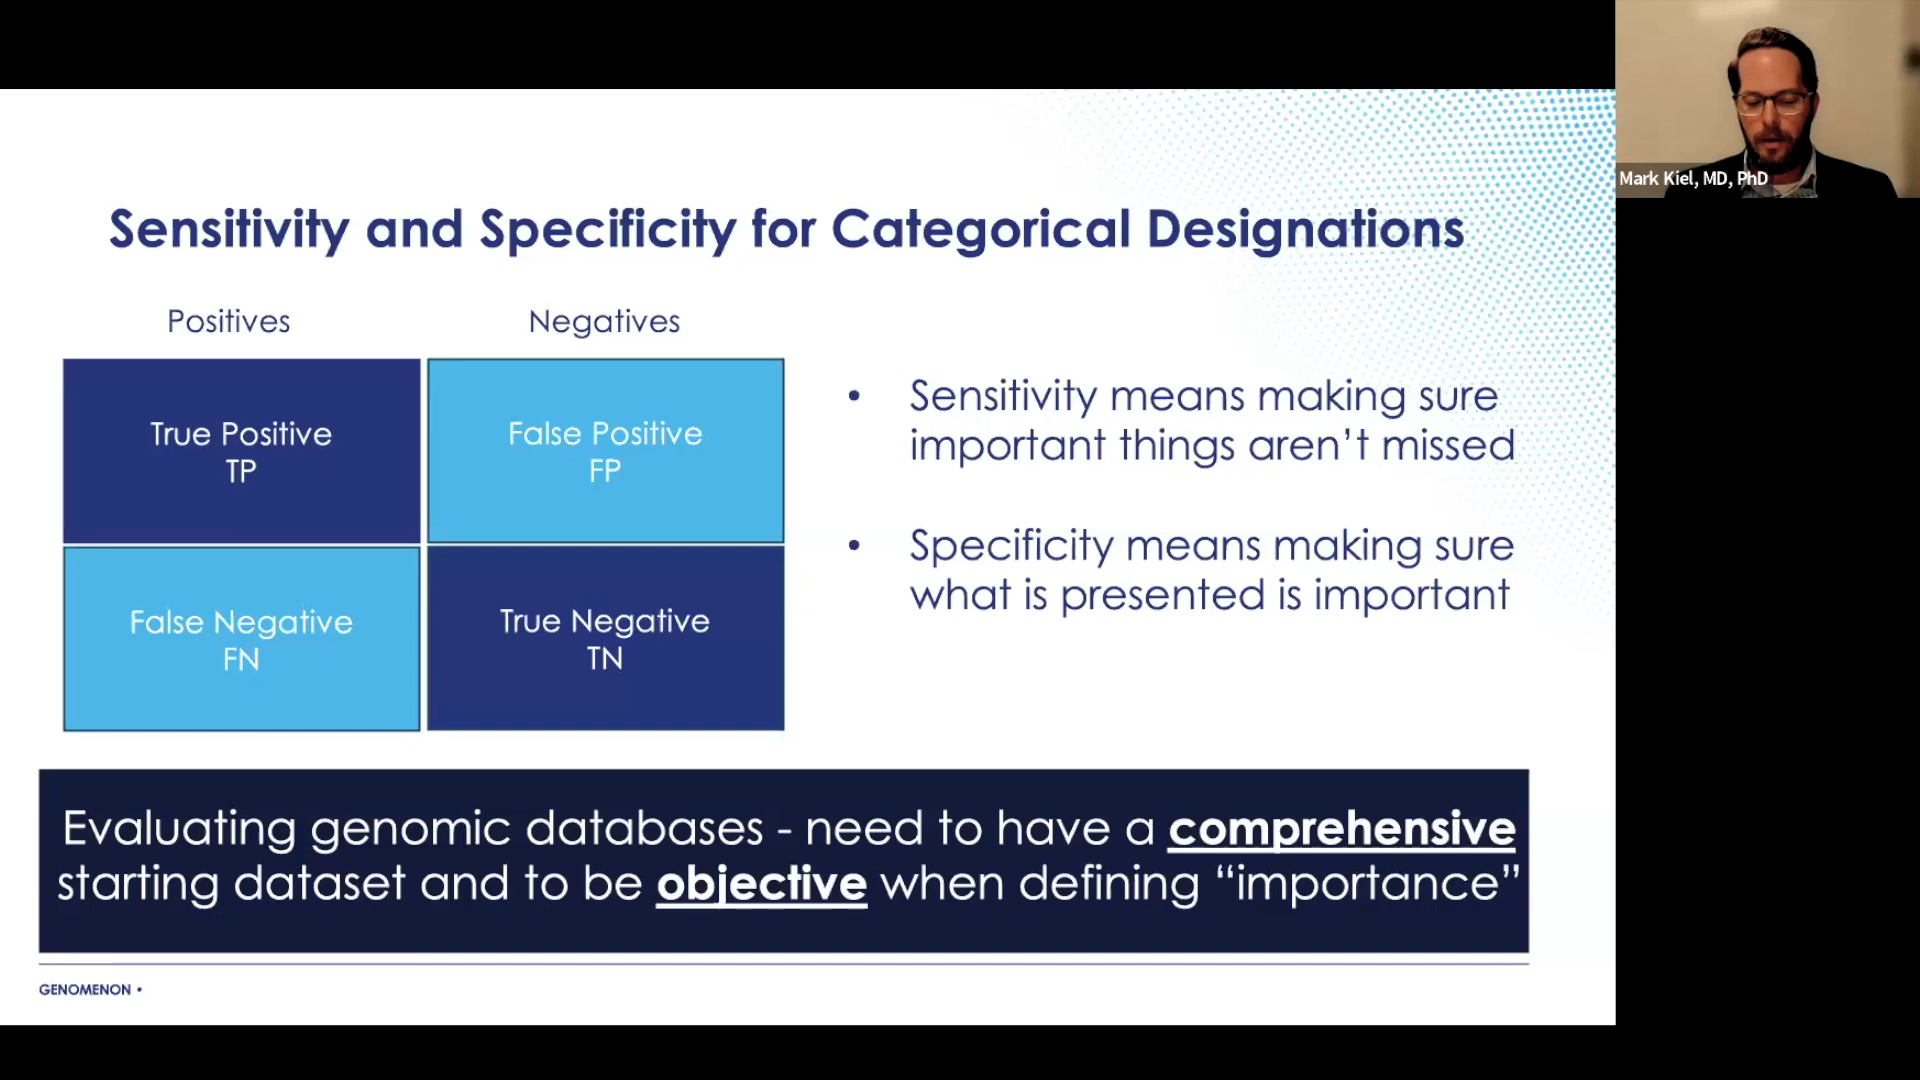 Mark Kiel, MD, PhD
Sensitivity and Specificity for Categorical Designations
Positives
Negatives
True Positive
TP
False Positive
FP
False Negative
FN
True Negative
TN
• Sensitivity means making sure
important things aren’t missed
• Specificity means making sure
what is presented is important
Evaluating genomic databases - need to have a comprehensive
starting dataset and to be objective when defining “importance”
GENOMENON •